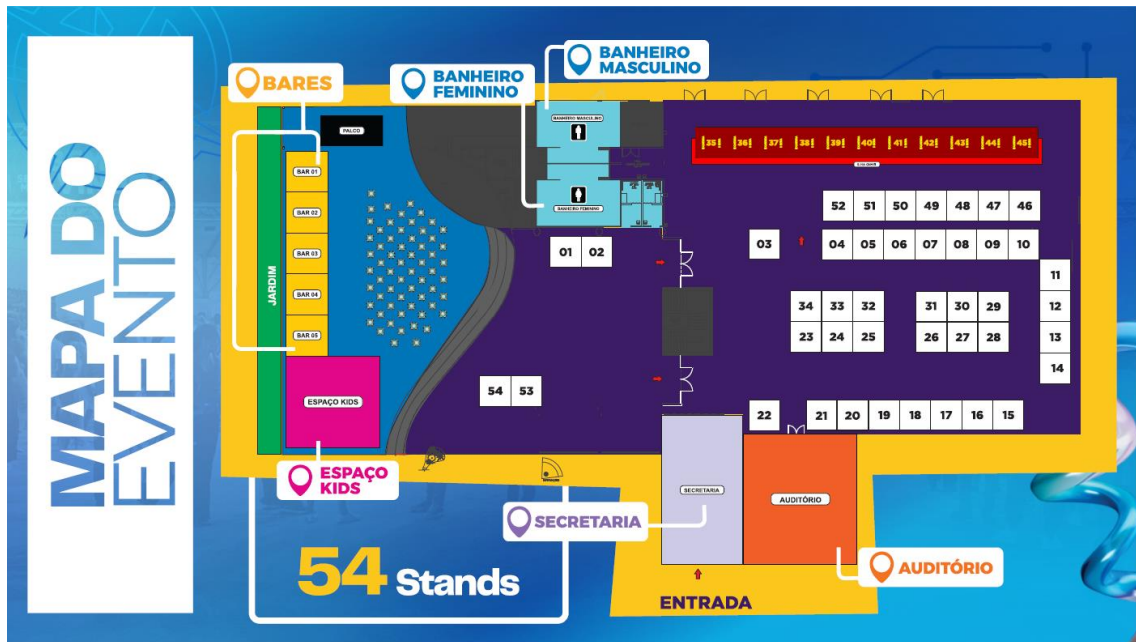 MAPA DO
EVENTO
BARES
BANHEIRO
FEMININO
BANHEIRO
MASCULINO
PALCO
BANHEIRO MASCULINO
BANHEIRO FEMININO
BAR 01
BAR 02
BAR 03
BAR 04
BAR 05
JARDIM
ESPAÇO KIDS
ESPAÇO
KIDS
35 36 37 38 39 40 41 42 43 44 45
52 51 50 49 48 47 46
01 02
03
04 05 06 07 08 09 10
11
12
13
14
34 33 32
31 30 29
23 24 25
26 27 28
54 53
22
21 20 19 18 17 16 15
SECRETARIA
SECRETARIA
AUDITÓRIO
AUDITÓRIO
54 Stands
ENTRADA